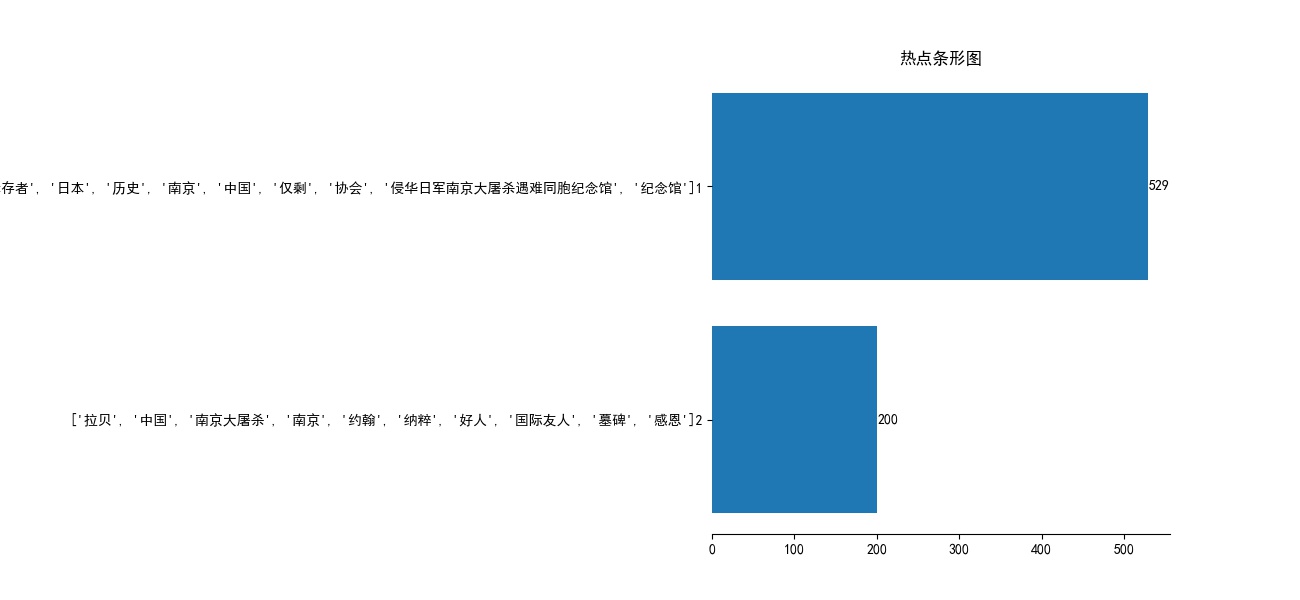 热点条形图
存者', '日本', '历史', '南京', '中国', '仅剩', '协会', '侵华日军南京大屠杀遇难同胞纪念馆', '纪念馆']1
529
['拉贝', '中国', '南京大屠杀', '南京', '约翰', '纳粹', '好人', '国际友人', '墓碑', '感恩']2
200
0 100 200 300 400 500